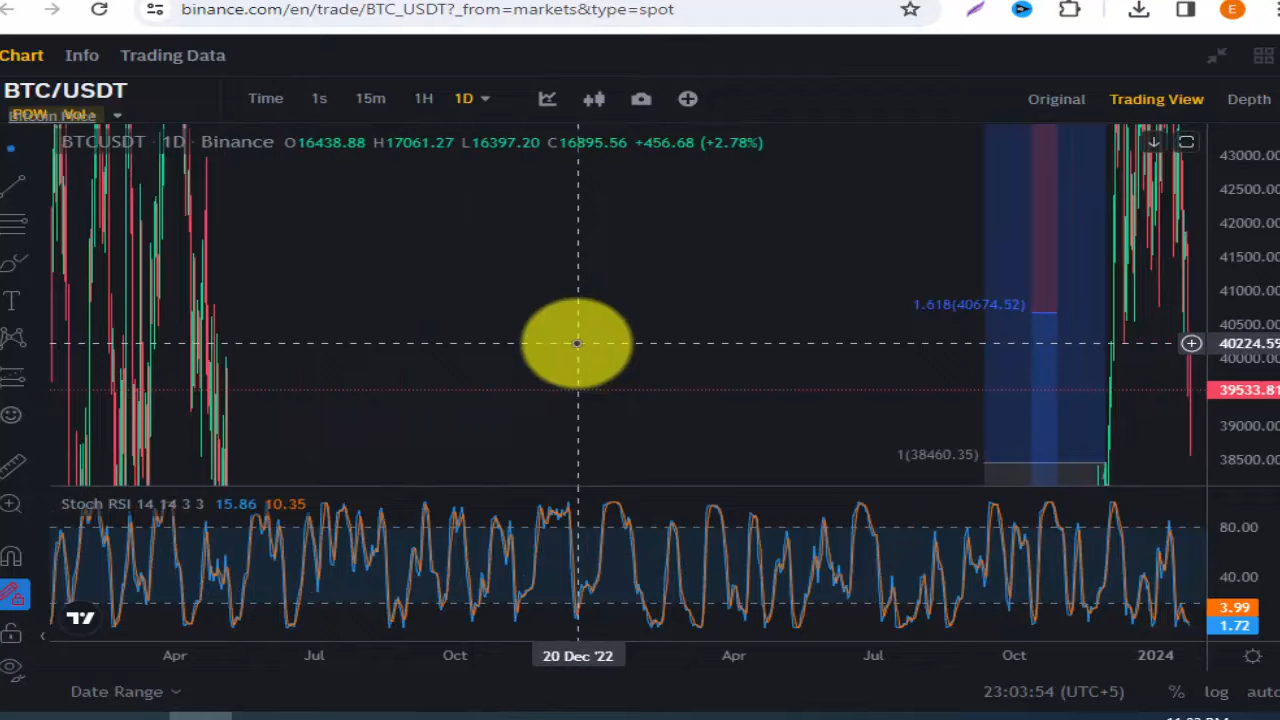 binance.com/en/trade/BTC_USDT?_from=markets&type=spot
E
Chart Info Trading Data
BTC/USDT
POW Vol
Bitcoin Price
Time 1s 15m 1H 1D
Original Trading View Depth
BTCUSDT · 1D · Binance O16438.88 H17061.27 L16397.20 C16895.56 +456.68 (+2.78%)
43000.00
42500.00
42000.00
41500.00
41000.00
1.618(40674.52)
40500.00
40224.59
40000.00
39533.81
39000.00
1(38460.35)
38500.00
Stoch RSI 14 14 3 3 15.86 10.35
80.00
40.00
3.99
1.72
Apr Jul Oct 20 Dec '22 Apr Jul Oct 2024
Date Range
23:03:54 (UTC+5) % log auto